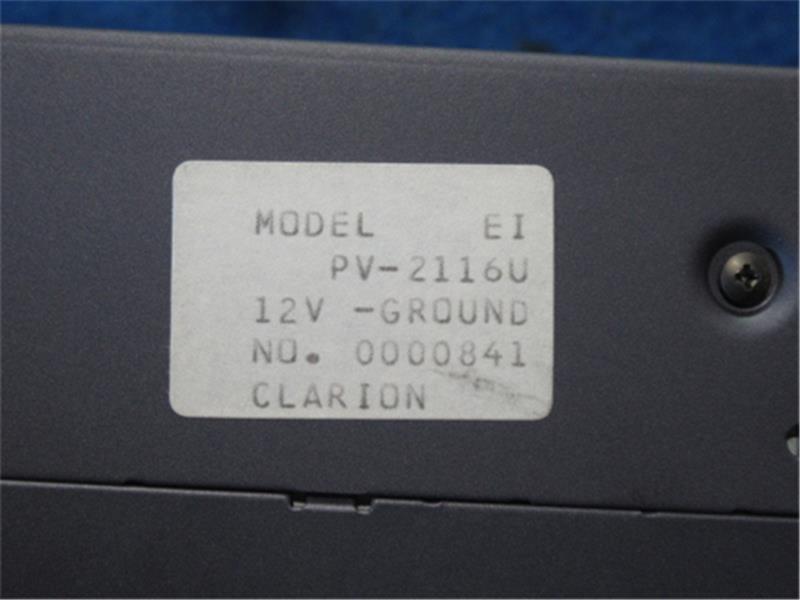 MODEL EI
PV-2116U
12V -GROUND
NO. 0000841
CLARION